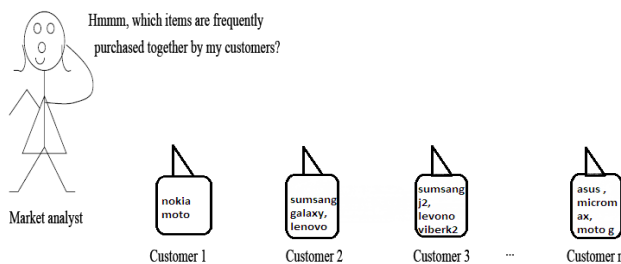 Hmmm, which items are frequently
purchased together by my customers?
nokia
moto
sumsang
galaxy,
lenovo
sumsang
j2,
levono
viberk2
asus ,
microm
ax,
moto g
Market analyst
Customer 1
Customer 2
Customer 3
...
Customer n